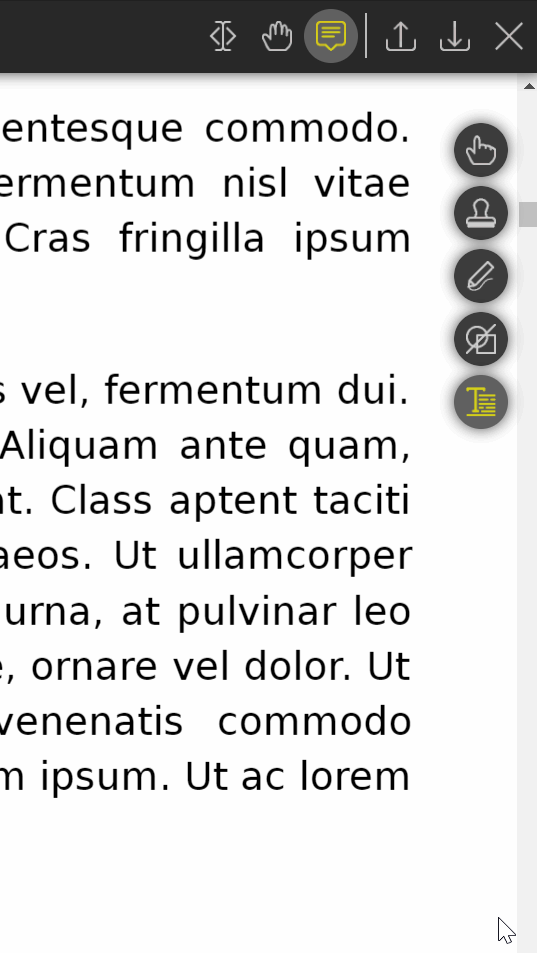 entesque commodo.
ermentum nisl vitae
Cras fringilla ipsum
vel, fermentum dui.
Aliquam ante quam,
nt. Class aptent taciti
aeos. Ut ullamcorper
urna, at pulvinar leo
, ornare vel dolor. Ut
venenatis commodo
m ipsum. Ut ac lorem